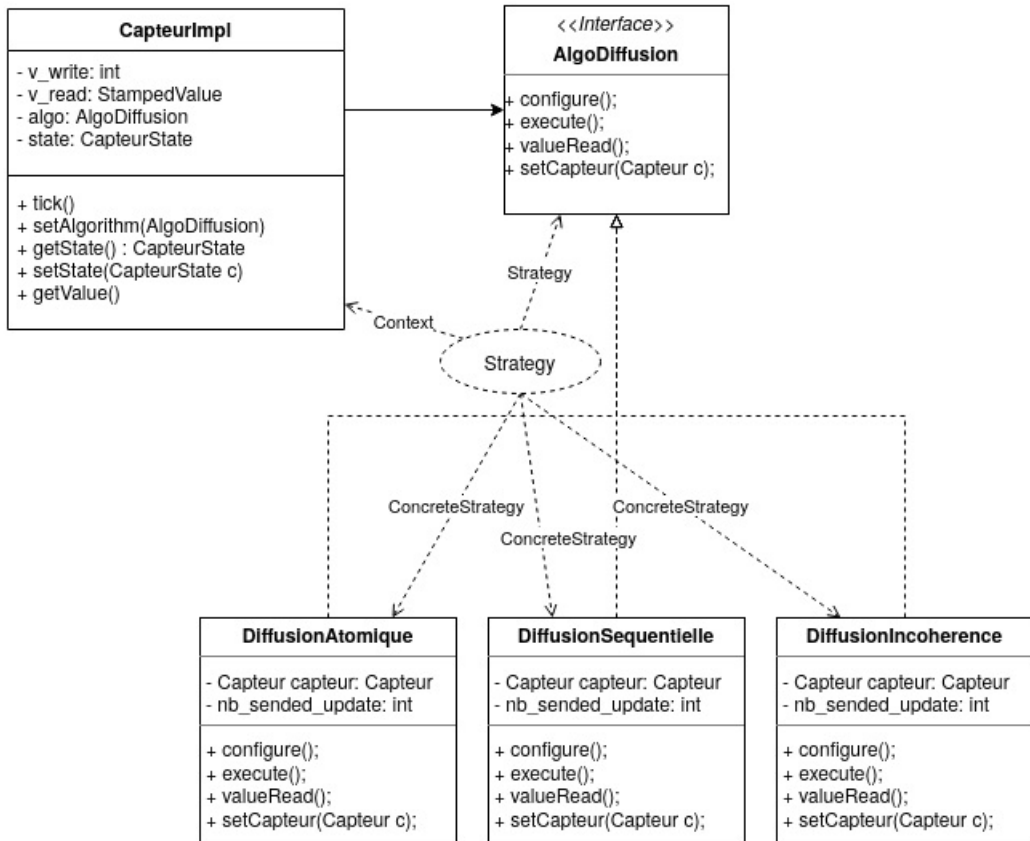 CapteurImpl
- v_write: int
- v_read: StampedValue
- algo: AlgoDiffusion
- state: CapteurState
+ tick()
+ setAlgorithm(AlgoDiffusion)
+ getState() : CapteurState
+ setState(CapteurState c)
+ getValue()
<<Interface>>
AlgoDiffusion
+ configure();
+ execute();
+ valueRead();
+ setCapteur(Capteur c);
Strategy
Context
Strategy
ConcreteStrategy
ConcreteStrategy
ConcreteStrategy
DiffusionAtomique
- Capteur capteur: Capteur
- nb_sended_update: int
+ configure();
+ execute();
+ valueRead();
+ setCapteur(Capteur c);
DiffusionSequentielle
- Capteur capteur: Capteur
- nb_sended_update: int
+ configure();
+ execute();
+ valueRead();
+ setCapteur(Capteur c);
DiffusionIncoherence
- Capteur capteur: Capteur
- nb_sended_update: int
+ configure();
+ execute();
+ valueRead();
+ setCapteur(Capteur c);